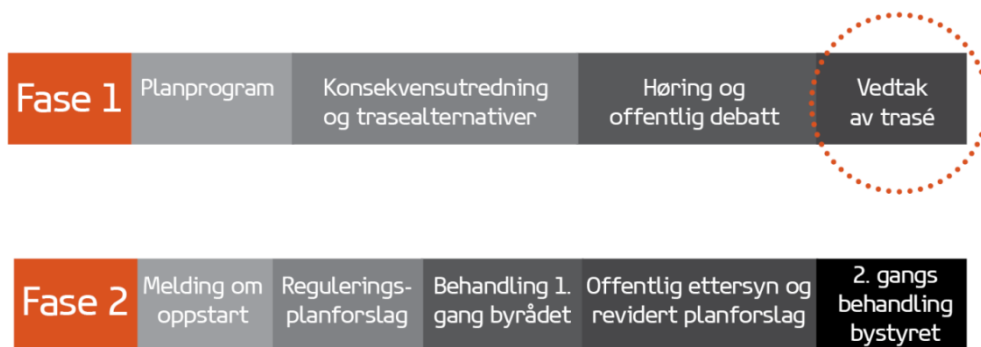 Fase 1
Planprogram
Konsekvensutredning
og trasealternativer
Høring og
offentlig debatt
Vedtak
av trasé
Fase 2
Melding om
oppstart
Regulerings-
planforslag
Behandling 1.
gang byrådet
Offentlig ettersyn og
revidert planforslag
2. gangs
behandling
bystyret